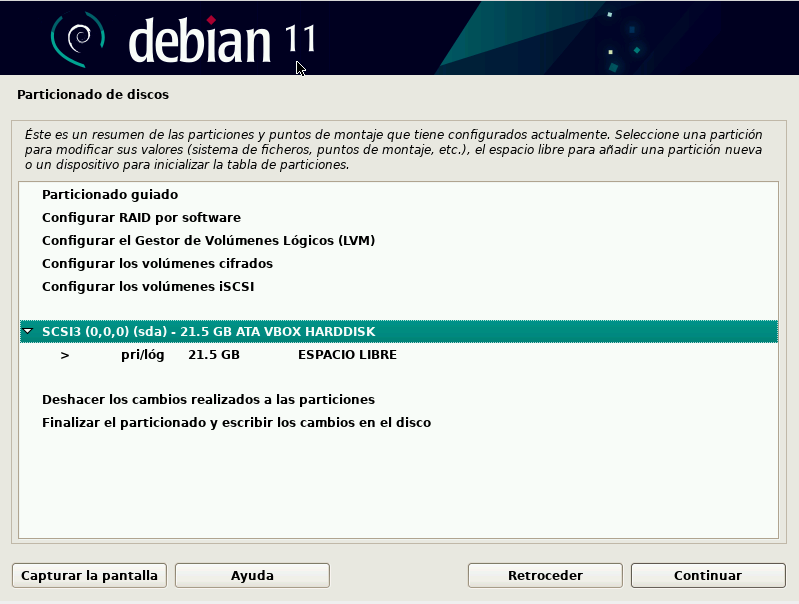 debian 11
Particionado de discos
Éste es un resumen de las particiones y puntos de montaje que tiene configurados actualmente. Seleccione una partición
para modificar sus valores (sistema de ficheros, puntos de montaje, etc.), el espacio libre para añadir una partición nueva
o un dispositivo para inicializar la tabla de particiones.
Particionado guiado
Configurar RAID por software
Configurar el Gestor de Volúmenes Lógicos (LVM)
Configurar los volúmenes cifrados
Configurar los volúmenes iSCSI
SCSI3 (0,0,0) (sda) - 21.5 GB ATA VBOX HARDDISK
> pri/lóg 21.5 GB ESPACIO LIBRE
Deshacer los cambios realizados a las particiones
Finalizar el particionado y escribir los cambios en el disco
Capturar la pantalla Ayuda Retroceder Continuar